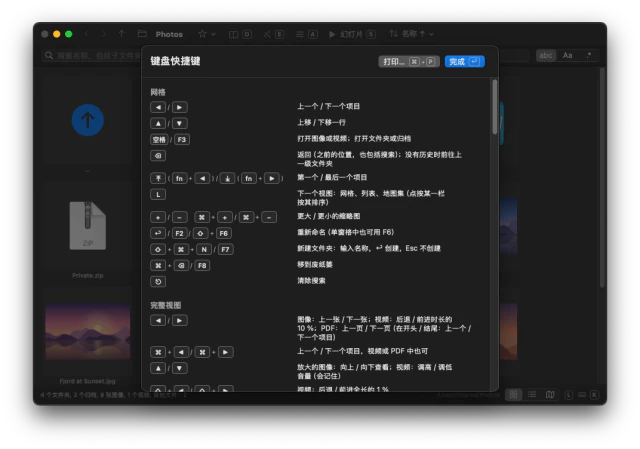 Photos
D
E
A
幻灯片 S
名称
abc
Aa
.*
键盘快捷键
打印... ⌘ + P
完成 ⏎
网格
◀ / ▶ 上一个 / 下一个项目
▲ / ▼ 上移 / 下移一行
空格 / F3 打开图像或视频；打开文件夹或归档
⌫ 返回 (之前的位置，也包括搜索)；没有历史时前往上
一级文件夹
⤒ ( fn + ◀ ) / ⤓ ( fn + ▶ ) 第一个 / 最后一个项目
L 下一个视图：网格、列表、地图集 (点按某一栏
按其排序)
+ / − ⌘ + + / ⌘ + − 更大 / 更小的缩略图
⏎ / F2 / ⇧ + F6 重新命名 (单窗格中也可用 F6)
⇧ + ⌘ + N / F7 新建文件夹：输入名称，⏎ 创建，Esc 不创建
⌘ + ⌫ / F8 移到废纸篓
清除搜索
完整视图
◀ / ▶ 图像：上一张 / 下一张；视频：后退 / 前进时长的
10 %；PDF：上一页 / 下一页 (在开头 / 结尾：上一个 /
下一个项目)
⌘ + ◀ / ⌘ + ▶ 上一个 / 下一个项目，视频或 PDF 中也可
▲ / ▼ 放大的图像：向上 / 向下查看；视频：调高 / 调低
音量 (会记住)
⇧ + ◀ / ⇧ + ▶ 视频：后退 / 前进全长的 1 %
ZIP
Private.zip
Fjord at Sunset.jpg
L
K